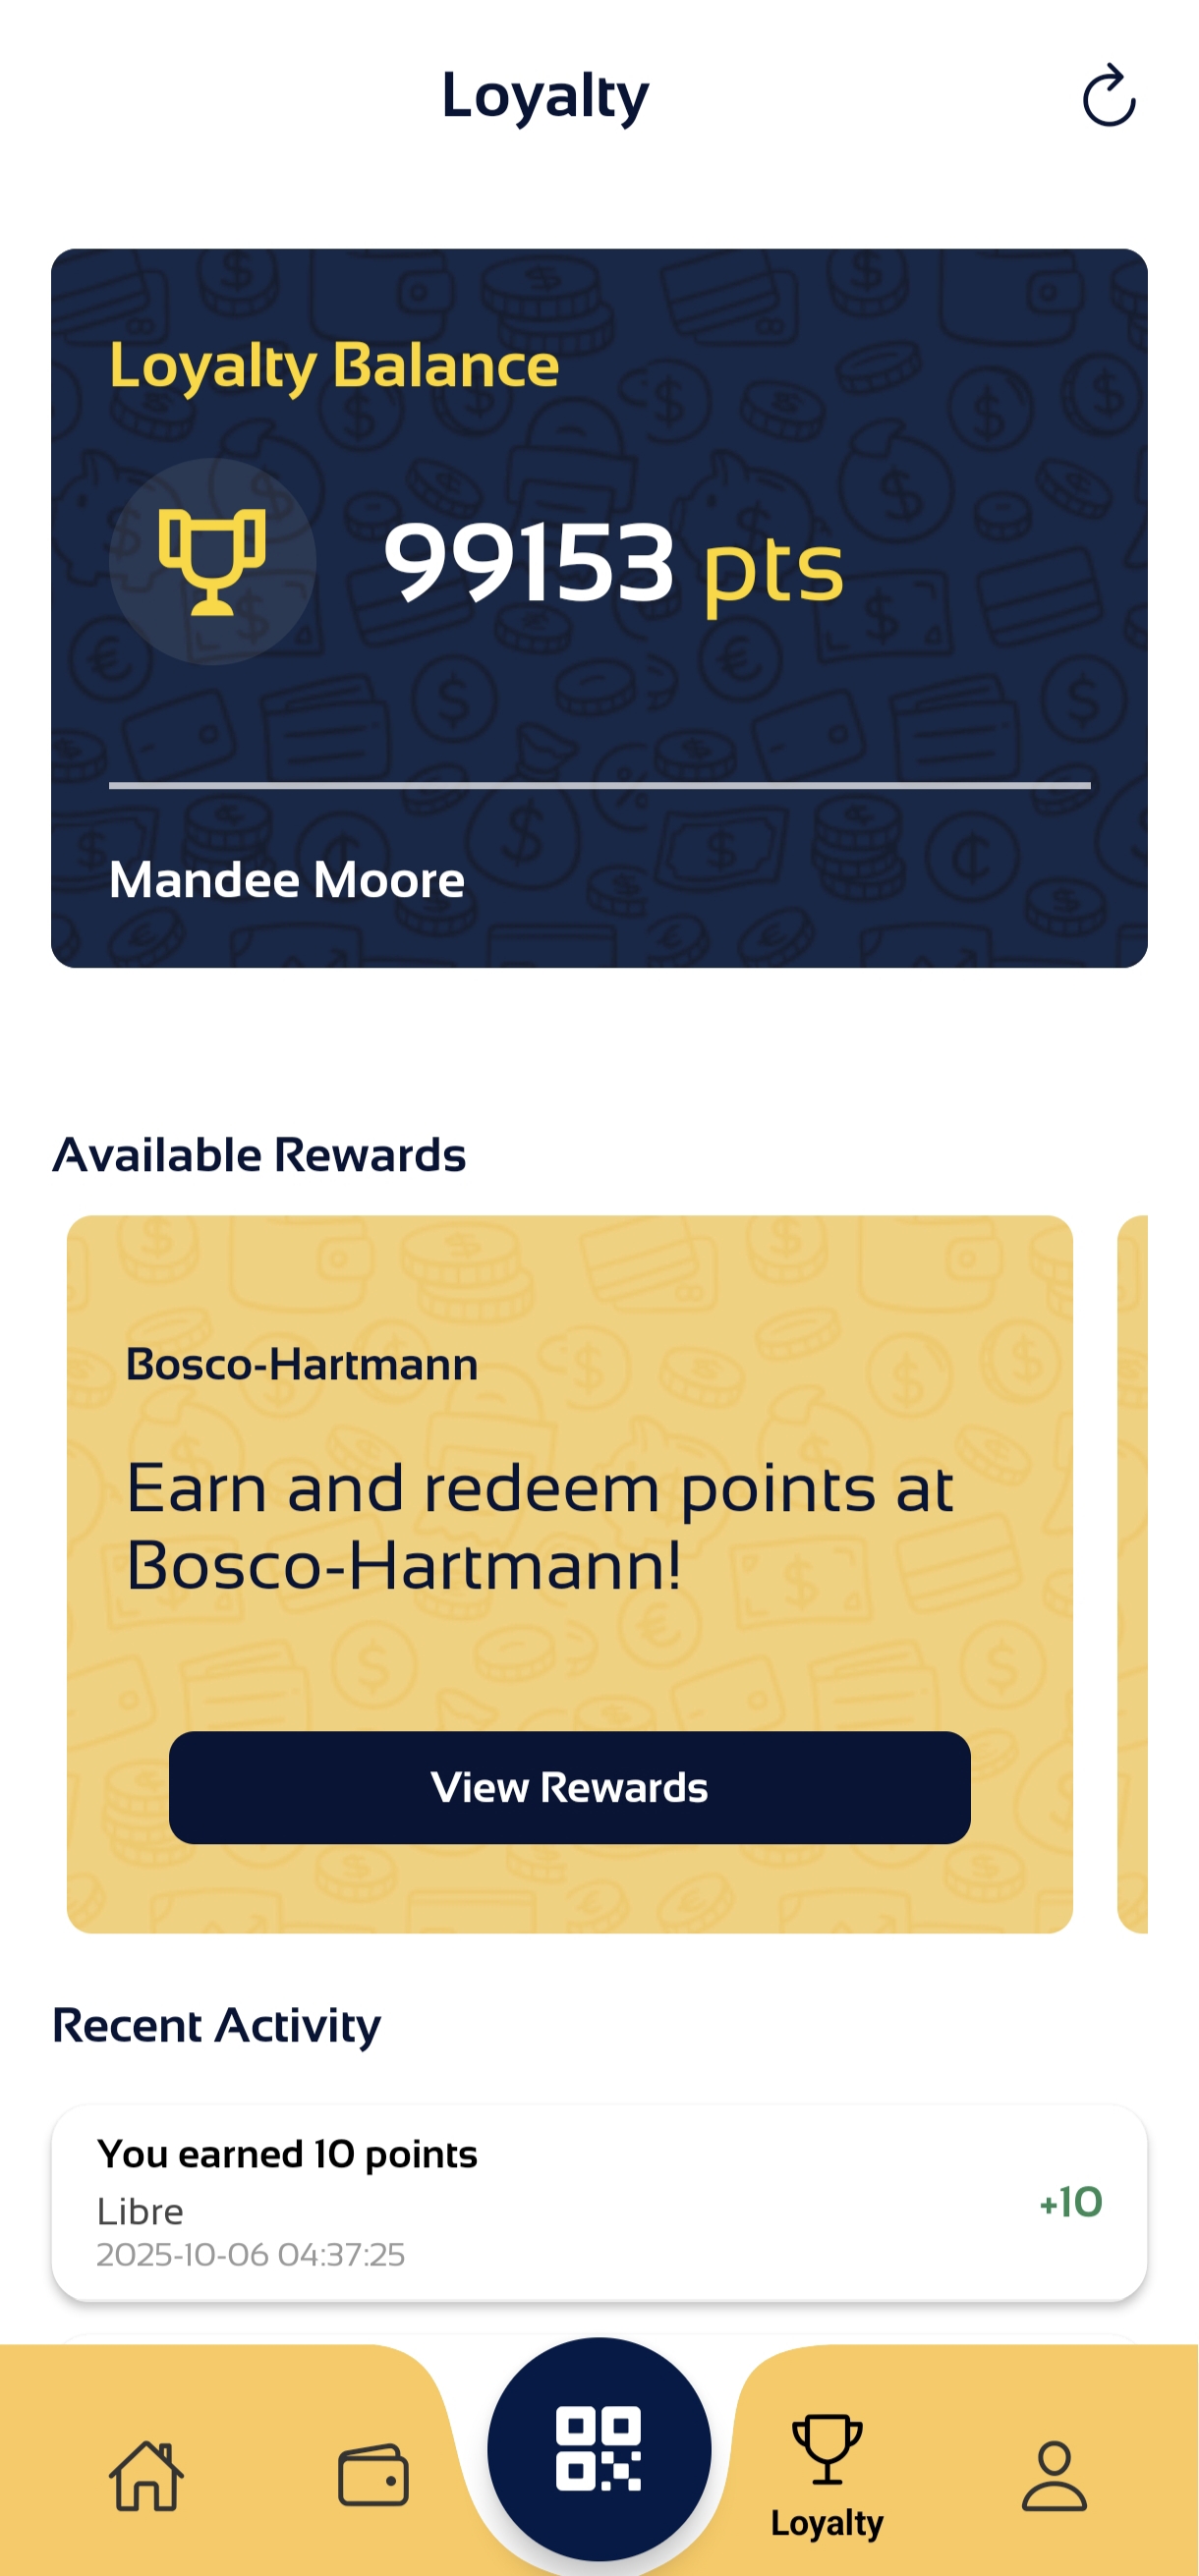 Loyalty
Loyalty Balance
99153 pts
Mandee Moore
Available Rewards
Bosco-Hartmann
Earn and redeem points at
Bosco-Hartmann!
View Rewards
Recent Activity
You earned 10 points
Libre
2025-10-06 04:37:25
+10
Loyalty